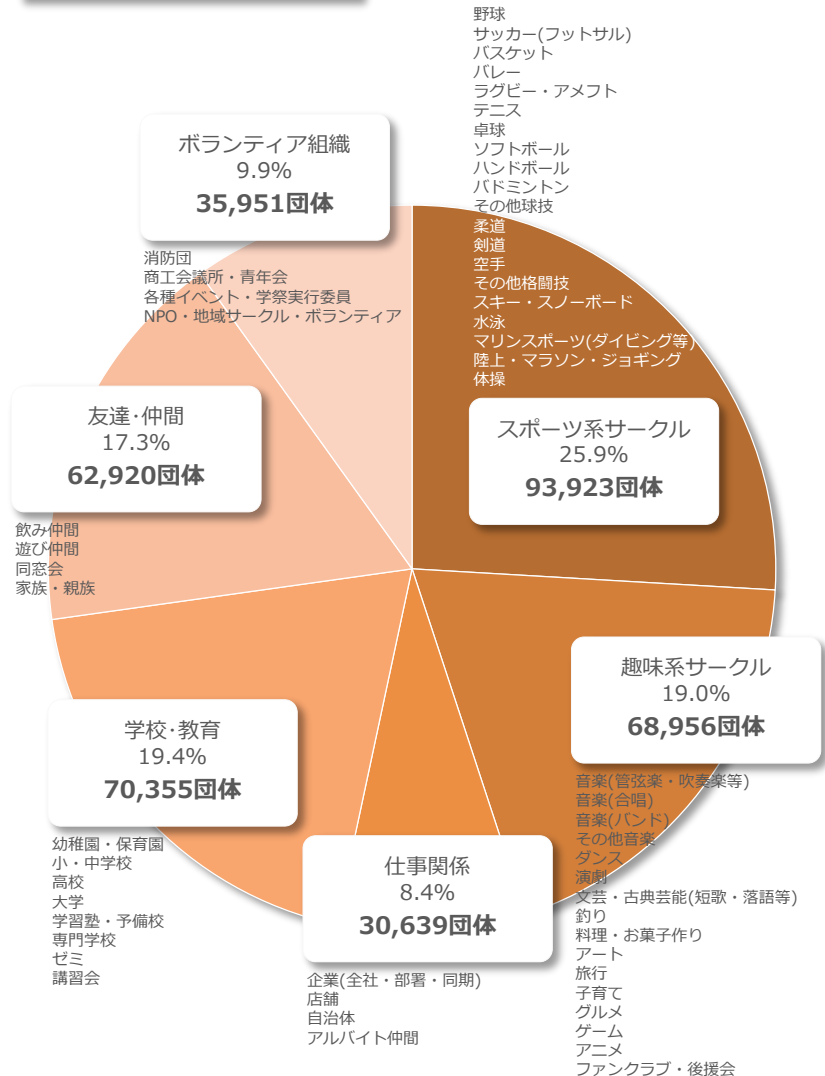 野球
サッカー(フットサル)
バスケット
バレー
ラグビー・アメフト
テニス
卓球
ソフトボール
ハンドボール
バドミントン
その他球技
柔道
剣道
空手
その他格闘技
スキー・スノーボード
水泳
マリンスポーツ(ダイビング等)
陸上・マラソン・ジョギング
体操
スポーツ系サークル
25.9%
93,923団体
趣味系サークル
19.0%
68,956団体
音楽(管弦楽・吹奏楽等)
音楽(合唱)
音楽(バンド)
その他音楽
ダンス
演劇
文芸・古典芸能(短歌・落語等)
釣り
料理・お菓子作り
アート
旅行
子育て
グルメ
ゲーム
アニメ
ファンクラブ・後援会
仕事関係
8.4%
30,639団体
企業(全社・部署・同期)
店舗
自治体
アルバイト仲間
学校･教育
19.4%
70,355団体
幼稚園・保育園
小・中学校
高校
大学
学習塾・予備校
専門学校
ゼミ
講習会
友達･仲間
17.3%
62,920団体
飲み仲間
遊び仲間
同窓会
家族・親族
ボランティア組織
9.9%
35,951団体
消防団
商工会議所・青年会
各種イベント・学祭実行委員
NPO・地域サークル・ボランティア